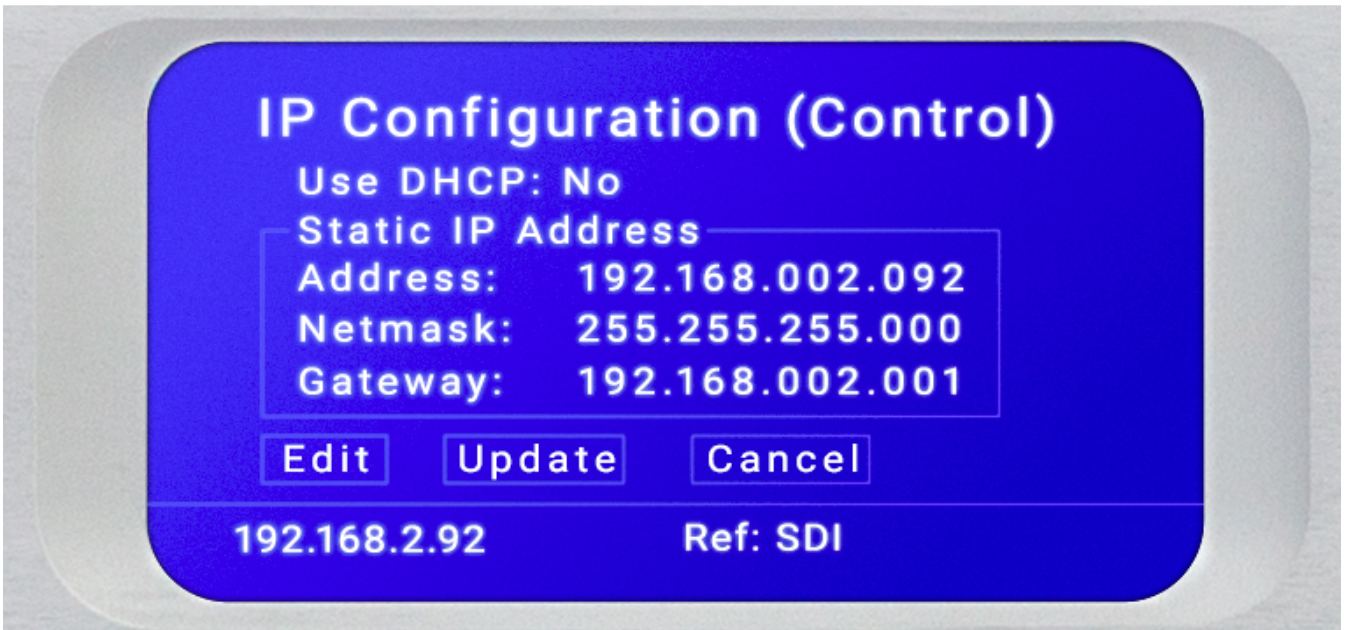 IP Configuration (Control)
Use DHCP: No
Static IP Address
Address: 192.168.002.092
Netmask: 255.255.255.000
Gateway: 192.168.002.001
Edit Update Cancel
192.168.2.92 Ref: SDI